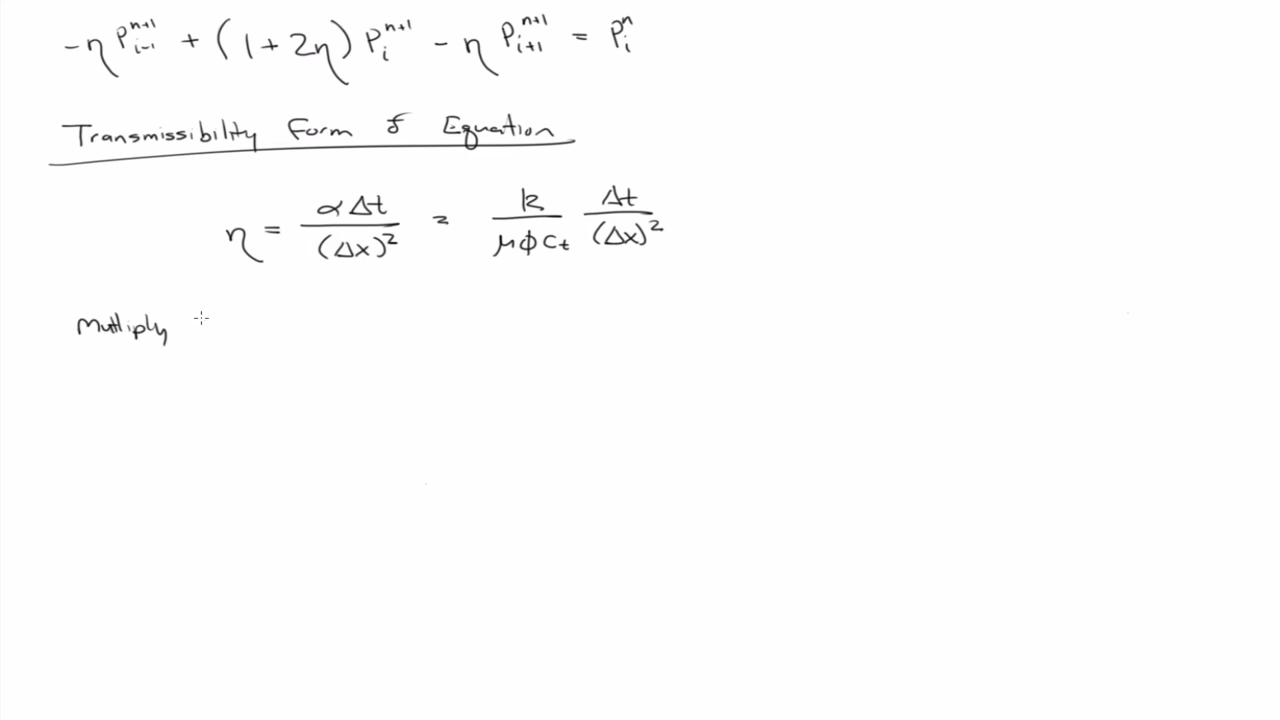 -η P_{i-1}^{n+1} + (1 + 2η) P_i^{n+1} - η P_{i+1}^{n+1} = P_i^n
Transmissibility Form of Equation
η = αΔt/(Δx)² = k/(μφc_t) Δt/(Δx)²
Multiply